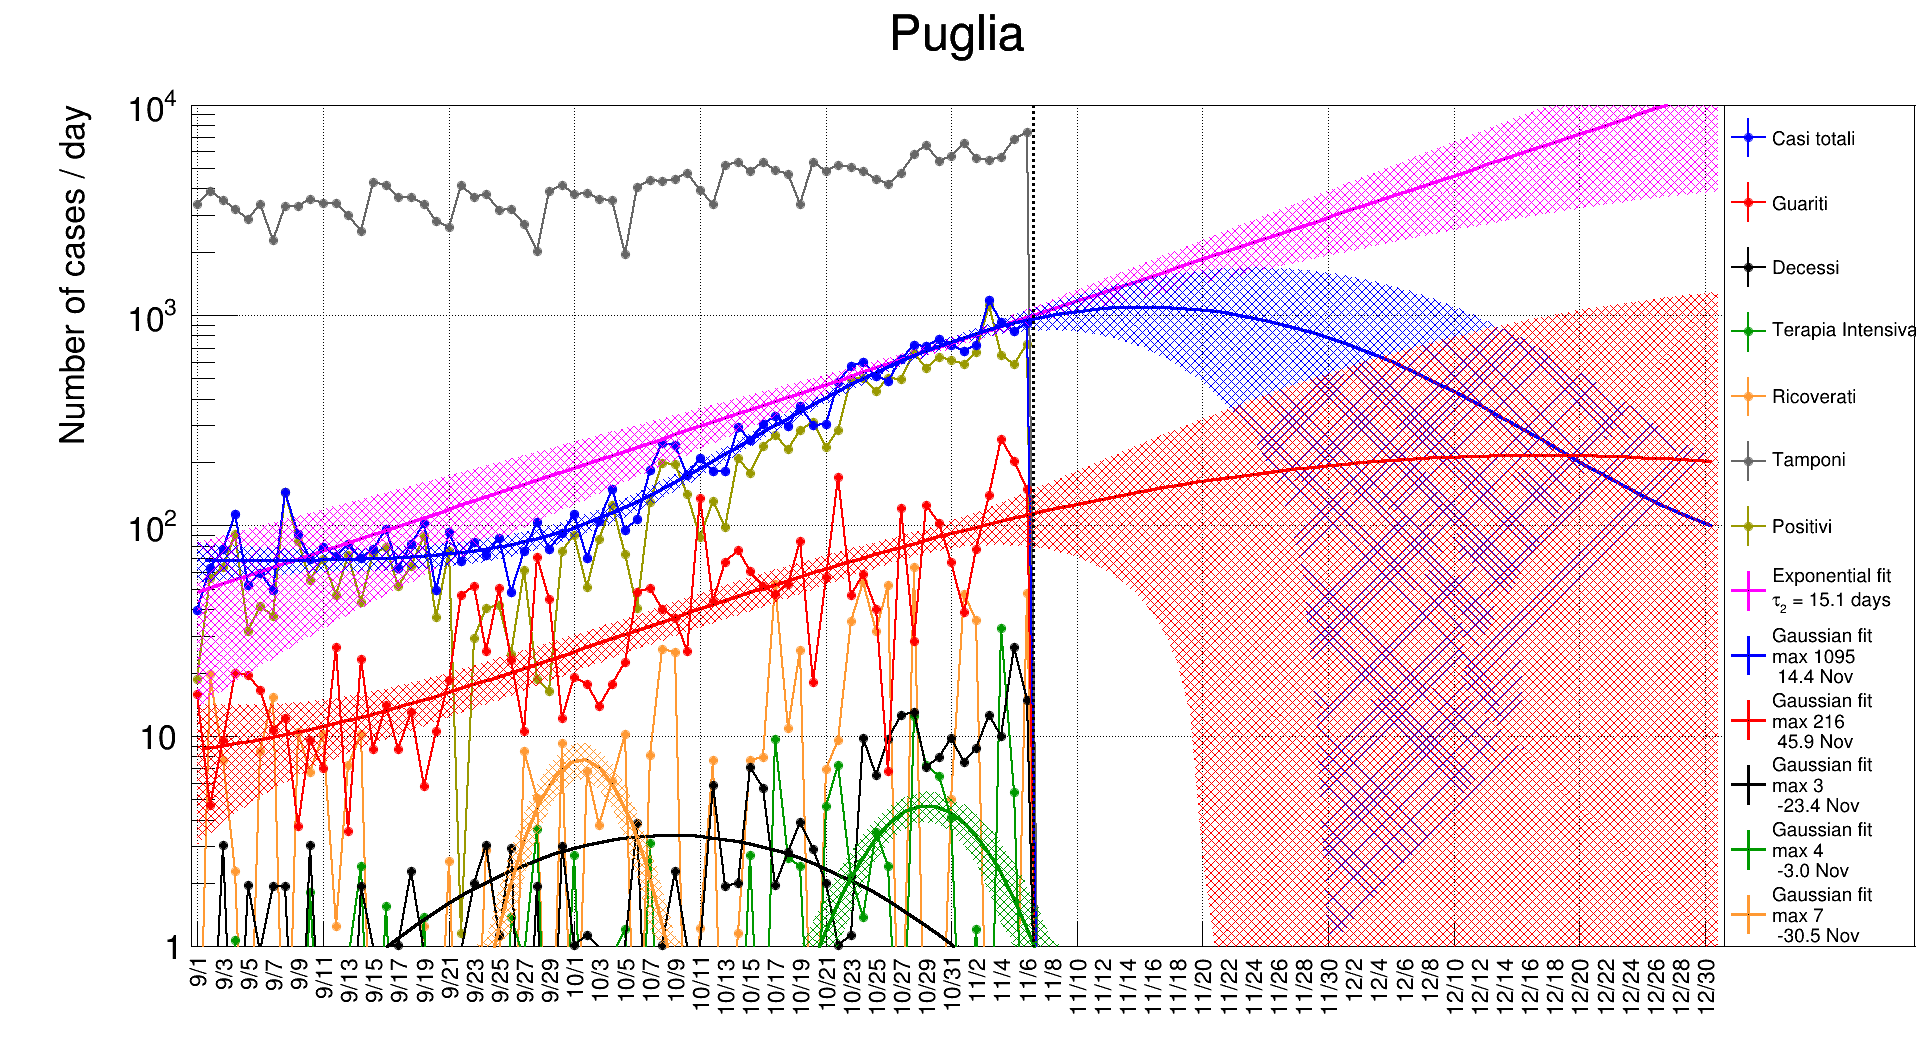 Puglia
Number of cases / day
10^4
10^3
10^2
10
1
9/1 9/3 9/5 9/7 9/9 9/11 9/13 9/15 9/17 9/19 9/21 9/23 9/25 9/27 9/29 10/1 10/3 10/5 10/7 10/9 10/11 10/13 10/15 10/17 10/19 10/21 10/23 10/25 10/27 10/29 10/31 11/2 11/4 11/6 11/8 11/10 11/12 11/14 11/16 11/18 11/20 11/22 11/24 11/26 11/28 11/30 12/2 12/4 12/6 12/8 12/10 12/12 12/14 12/16 12/18 12/20 12/22 12/24 12/26 12/28 12/30
Casi totali
Guariti
Decessi
Terapia Intensiva
Ricoverati
Tamponi
Positivi
Exponential fit
τ₂ = 15.1 days
Gaussian fit
max 1095
14.4 Nov
Gaussian fit
max 216
45.9 Nov
Gaussian fit
max 3
-23.4 Nov
Gaussian fit
max 4
-3.0 Nov
Gaussian fit
max 7
-30.5 Nov